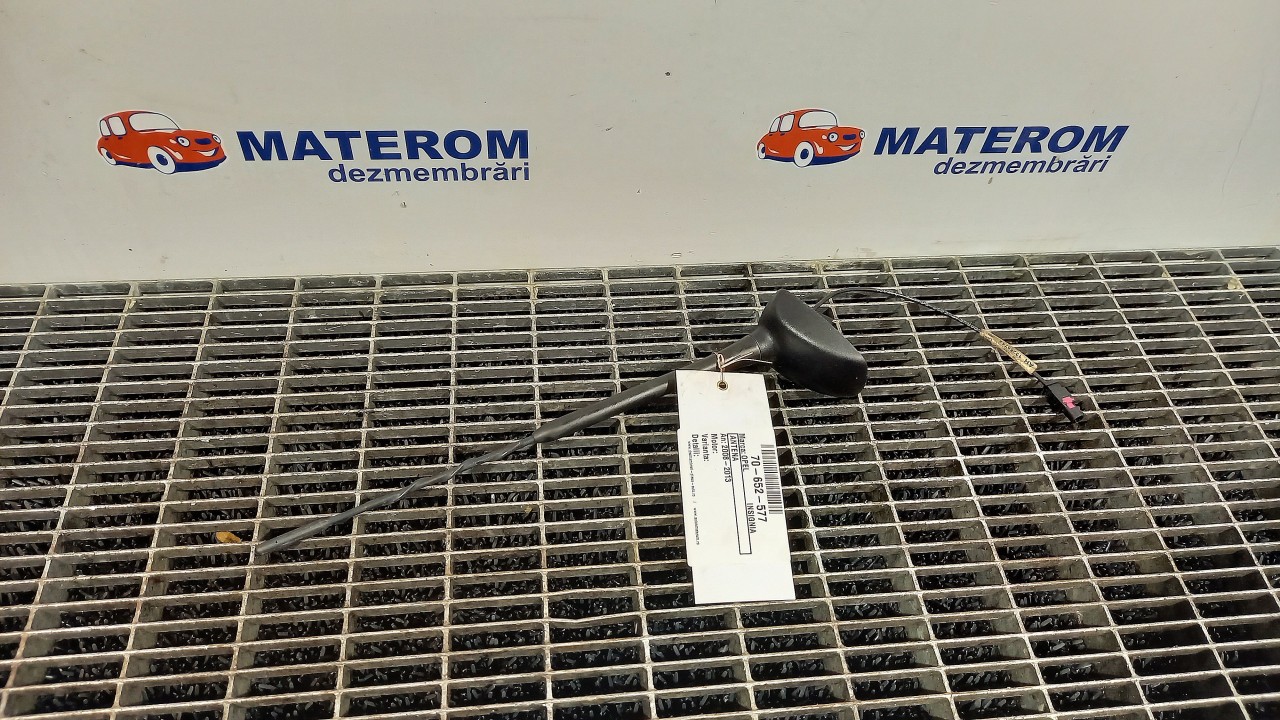 MATEROM
dezmembrări
MATEROM
dezmembrări
70-652-577
Marca: OPEL INSIGNIA
ANTENA
An: 2008-2013
Motor:
Varianta:
Detalii: